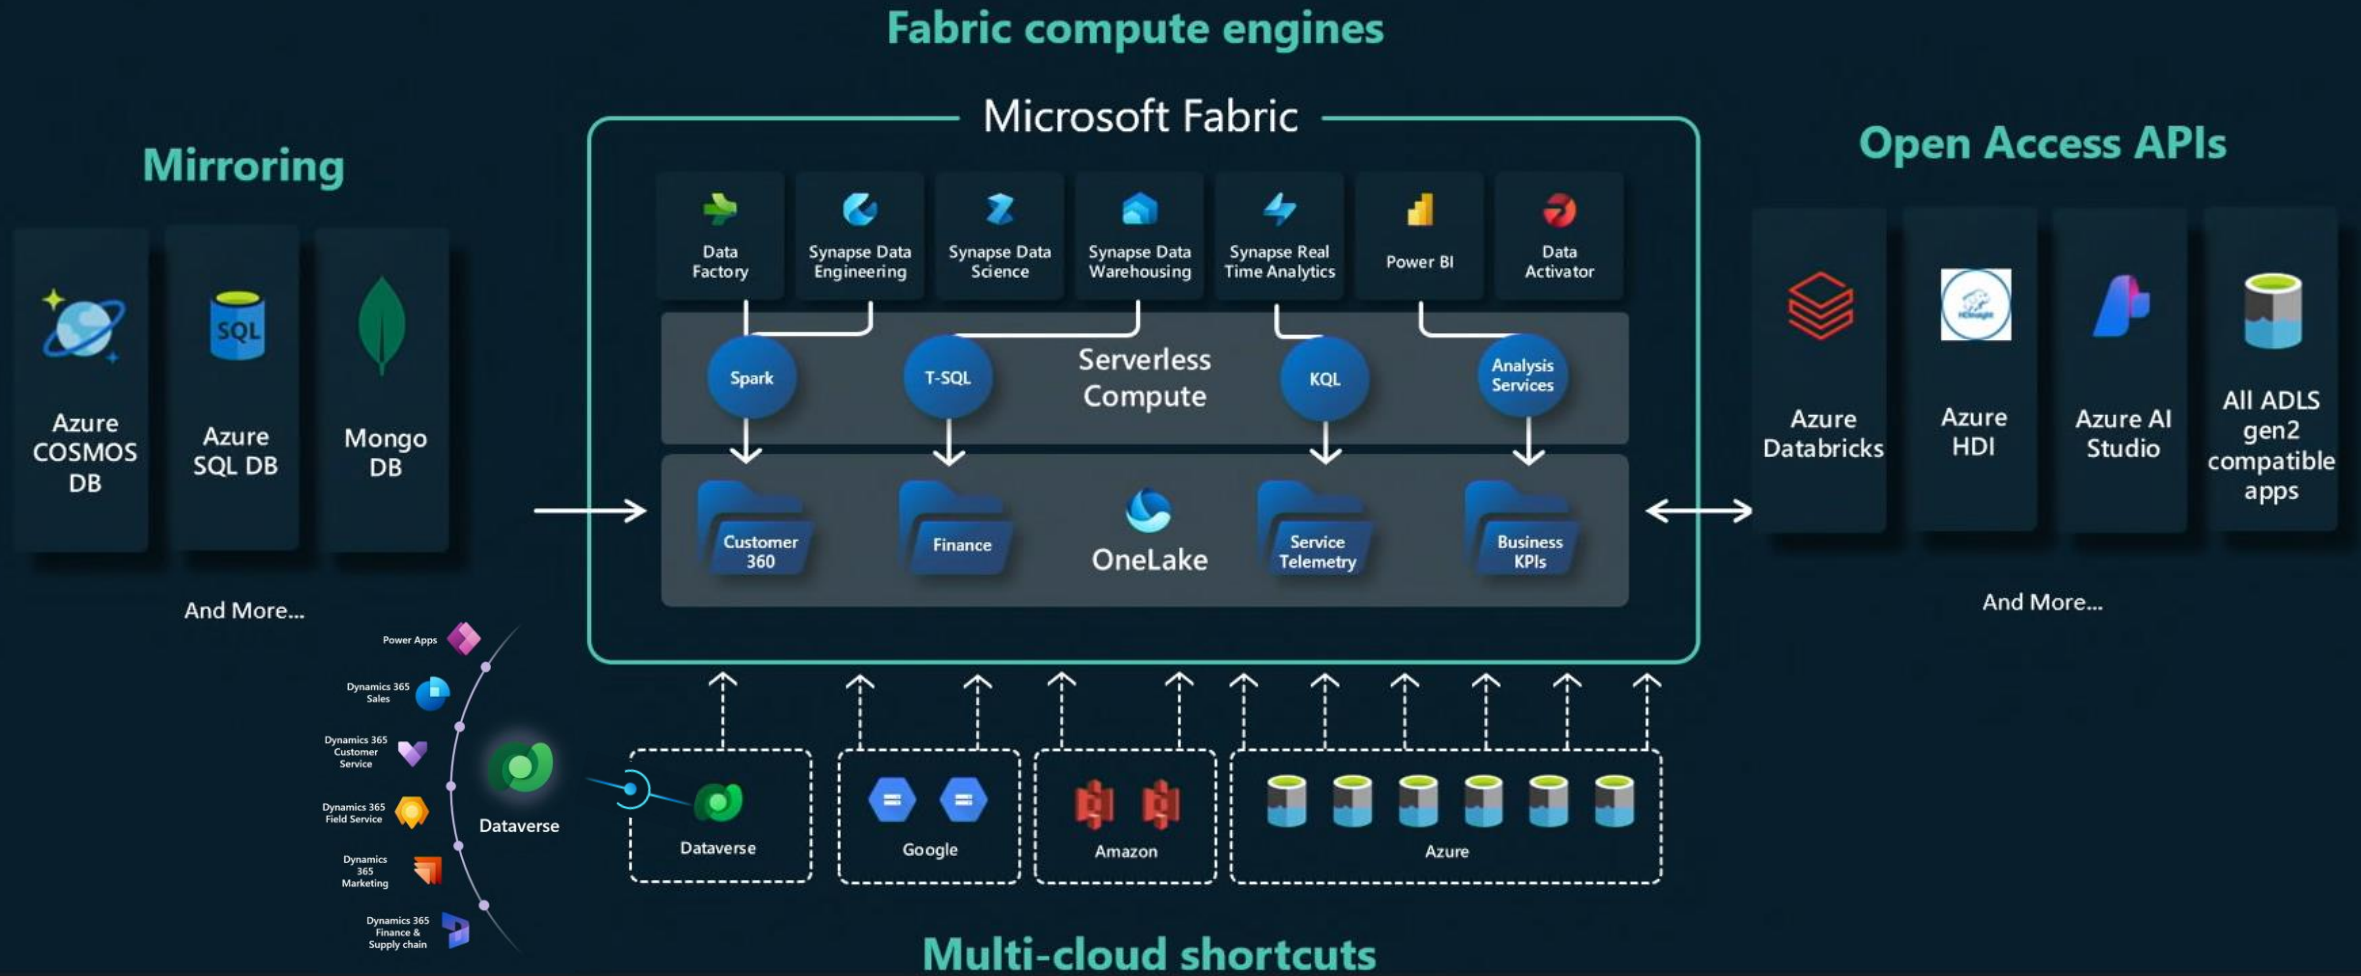 Fabric compute engines
Microsoft Fabric
Mirroring
Open Access APIs
Data
Factory
Synapse Data
Engineering
Synapse Data
Science
Synapse Data
Warehousing
Synapse Real
Time Analytics
Power BI
Data
Activator
SQL
Azure
COSMOS
DB
Azure
SQL DB
Mongo
DB
And More...
Spark
T-SQL
Serverless
Compute
KQL
Analysis
Services
Customer
360
Finance
OneLake
Service
Telemetry
Business
KPIs
HDInsight
Azure
Databricks
Azure
HDI
Azure AI
Studio
All ADLS
gen2
compatible
apps
And More...
Power Apps
Dynamics 365
Sales
Dynamics 365
Customer
Service
Dynamics 365
Field Service
Dynamics
365
Marketing
Dynamics 365
Finance &
Supply chain
Dataverse
Dataverse
Google
Amazon
Azure
Multi-cloud shortcuts